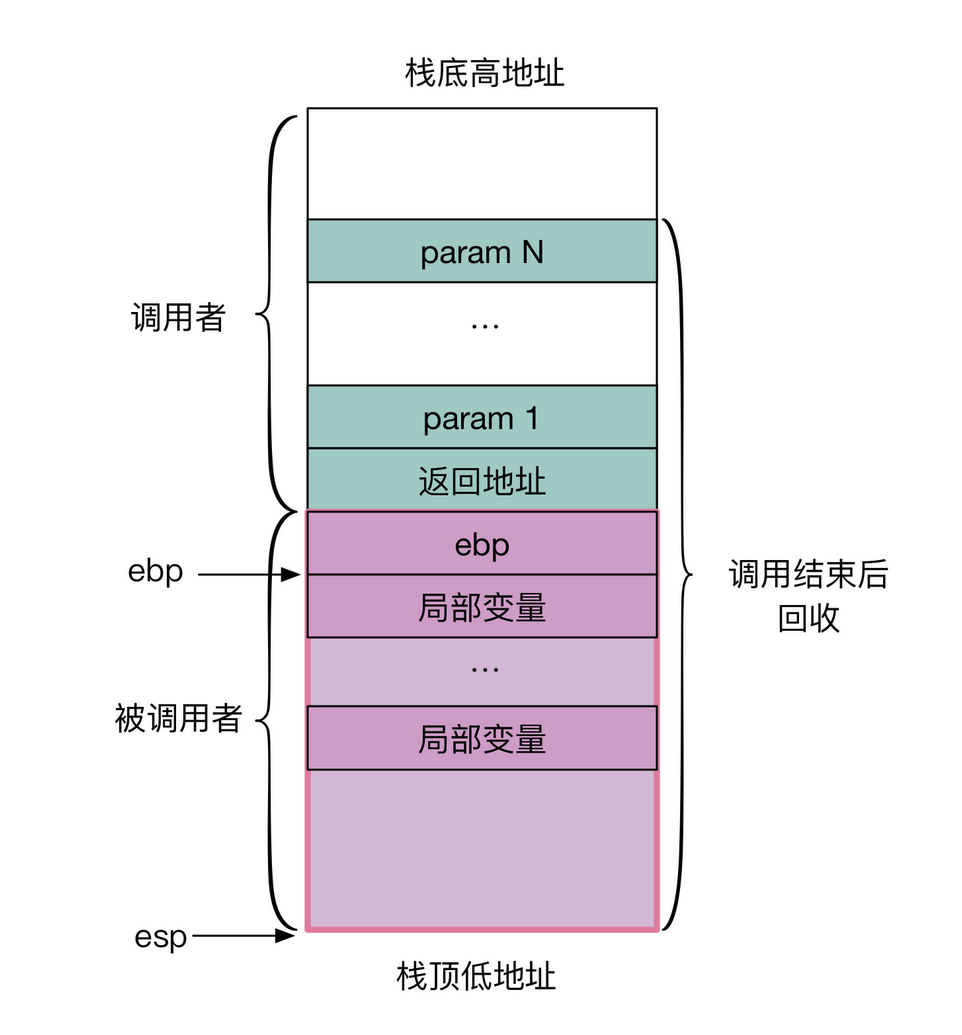 栈底高地址
param N
...
调用者
param 1
返回地址
ebp
ebp
局部变量
调用结束后
回收
...
被调用者
局部变量
esp
栈顶低地址